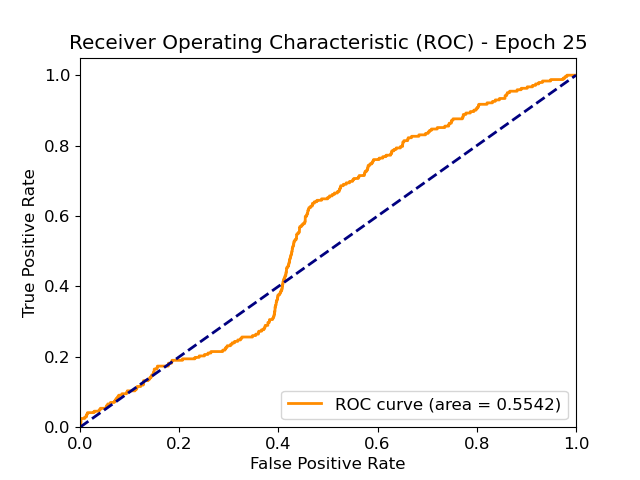 Receiver Operating Characteristic (ROC) - Epoch 25
True Positive Rate
1.0
0.8
0.6
0.4
0.2
0.0
ROC curve (area = 0.5542)
0.0 0.2 0.4 0.6 0.8 1.0
False Positive Rate